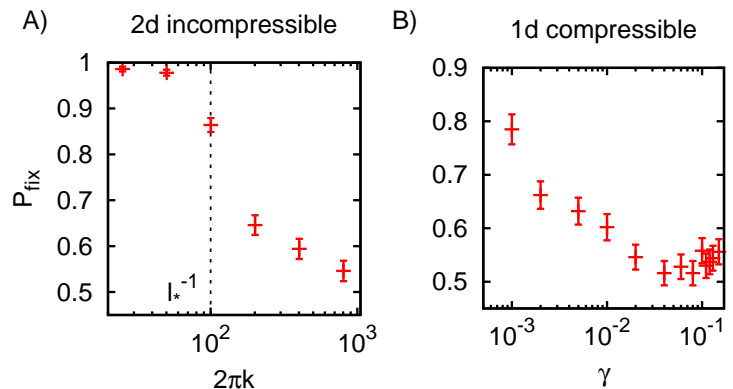 A) 2d incompressible
B) 1d compressible
P_fix
1
0.9
0.8
0.7
0.6
0.5
l_*^-1
10^2
10^3
2πk
0.9
0.8
0.7
0.6
0.5
10^-3
10^-2
10^-1
γ